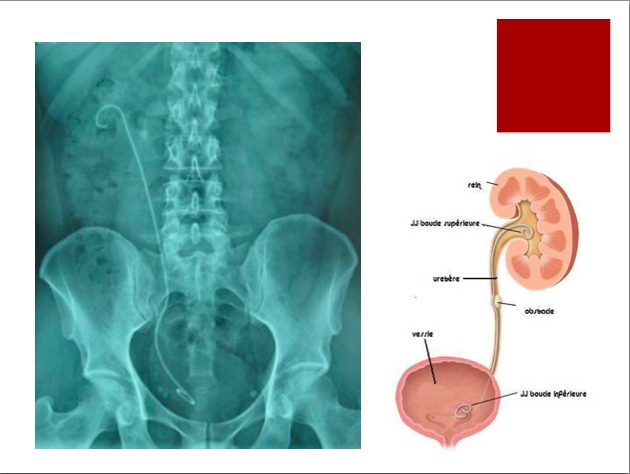 rein
JJ boucle supérieure
uretère
obstacle
vessie
JJ boucle inférieure